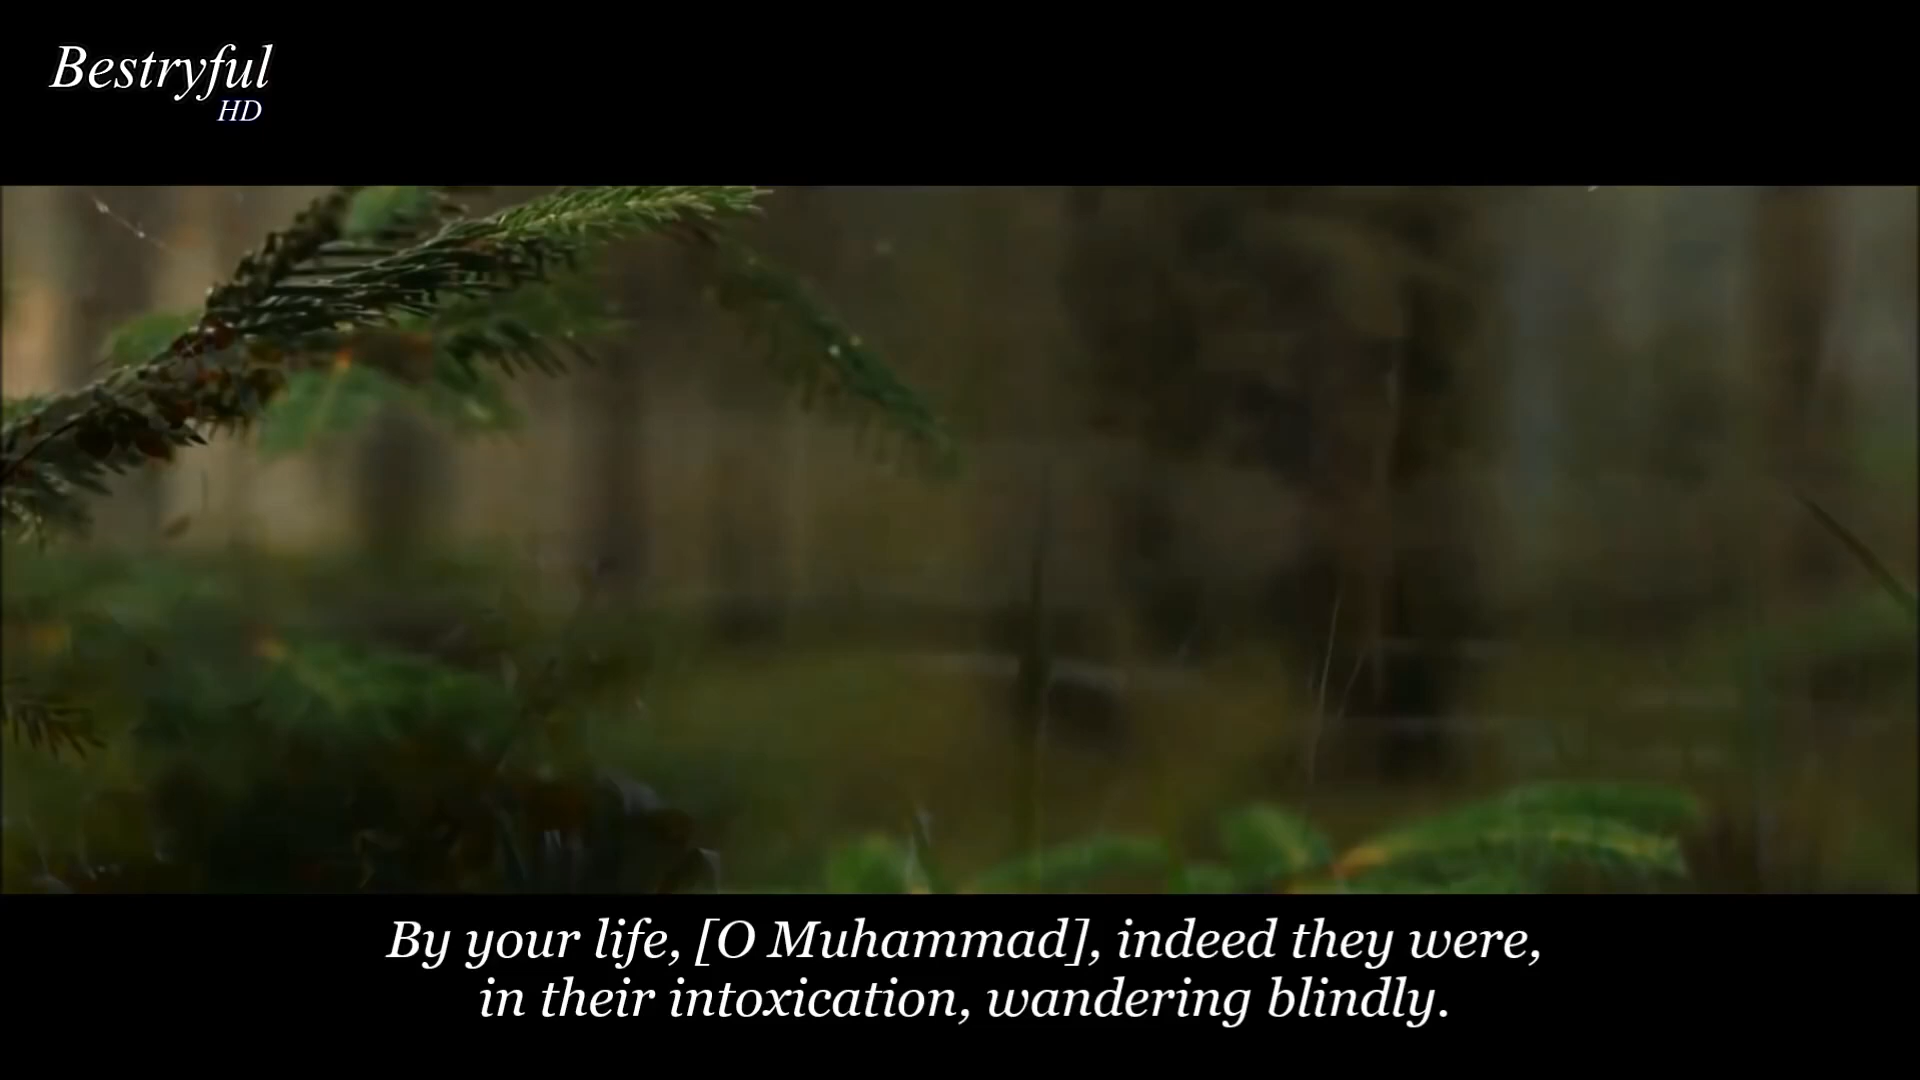 Bestryful
HD
By your life, [O Muhammad], indeed they were,
in their intoxication, wandering blindly.